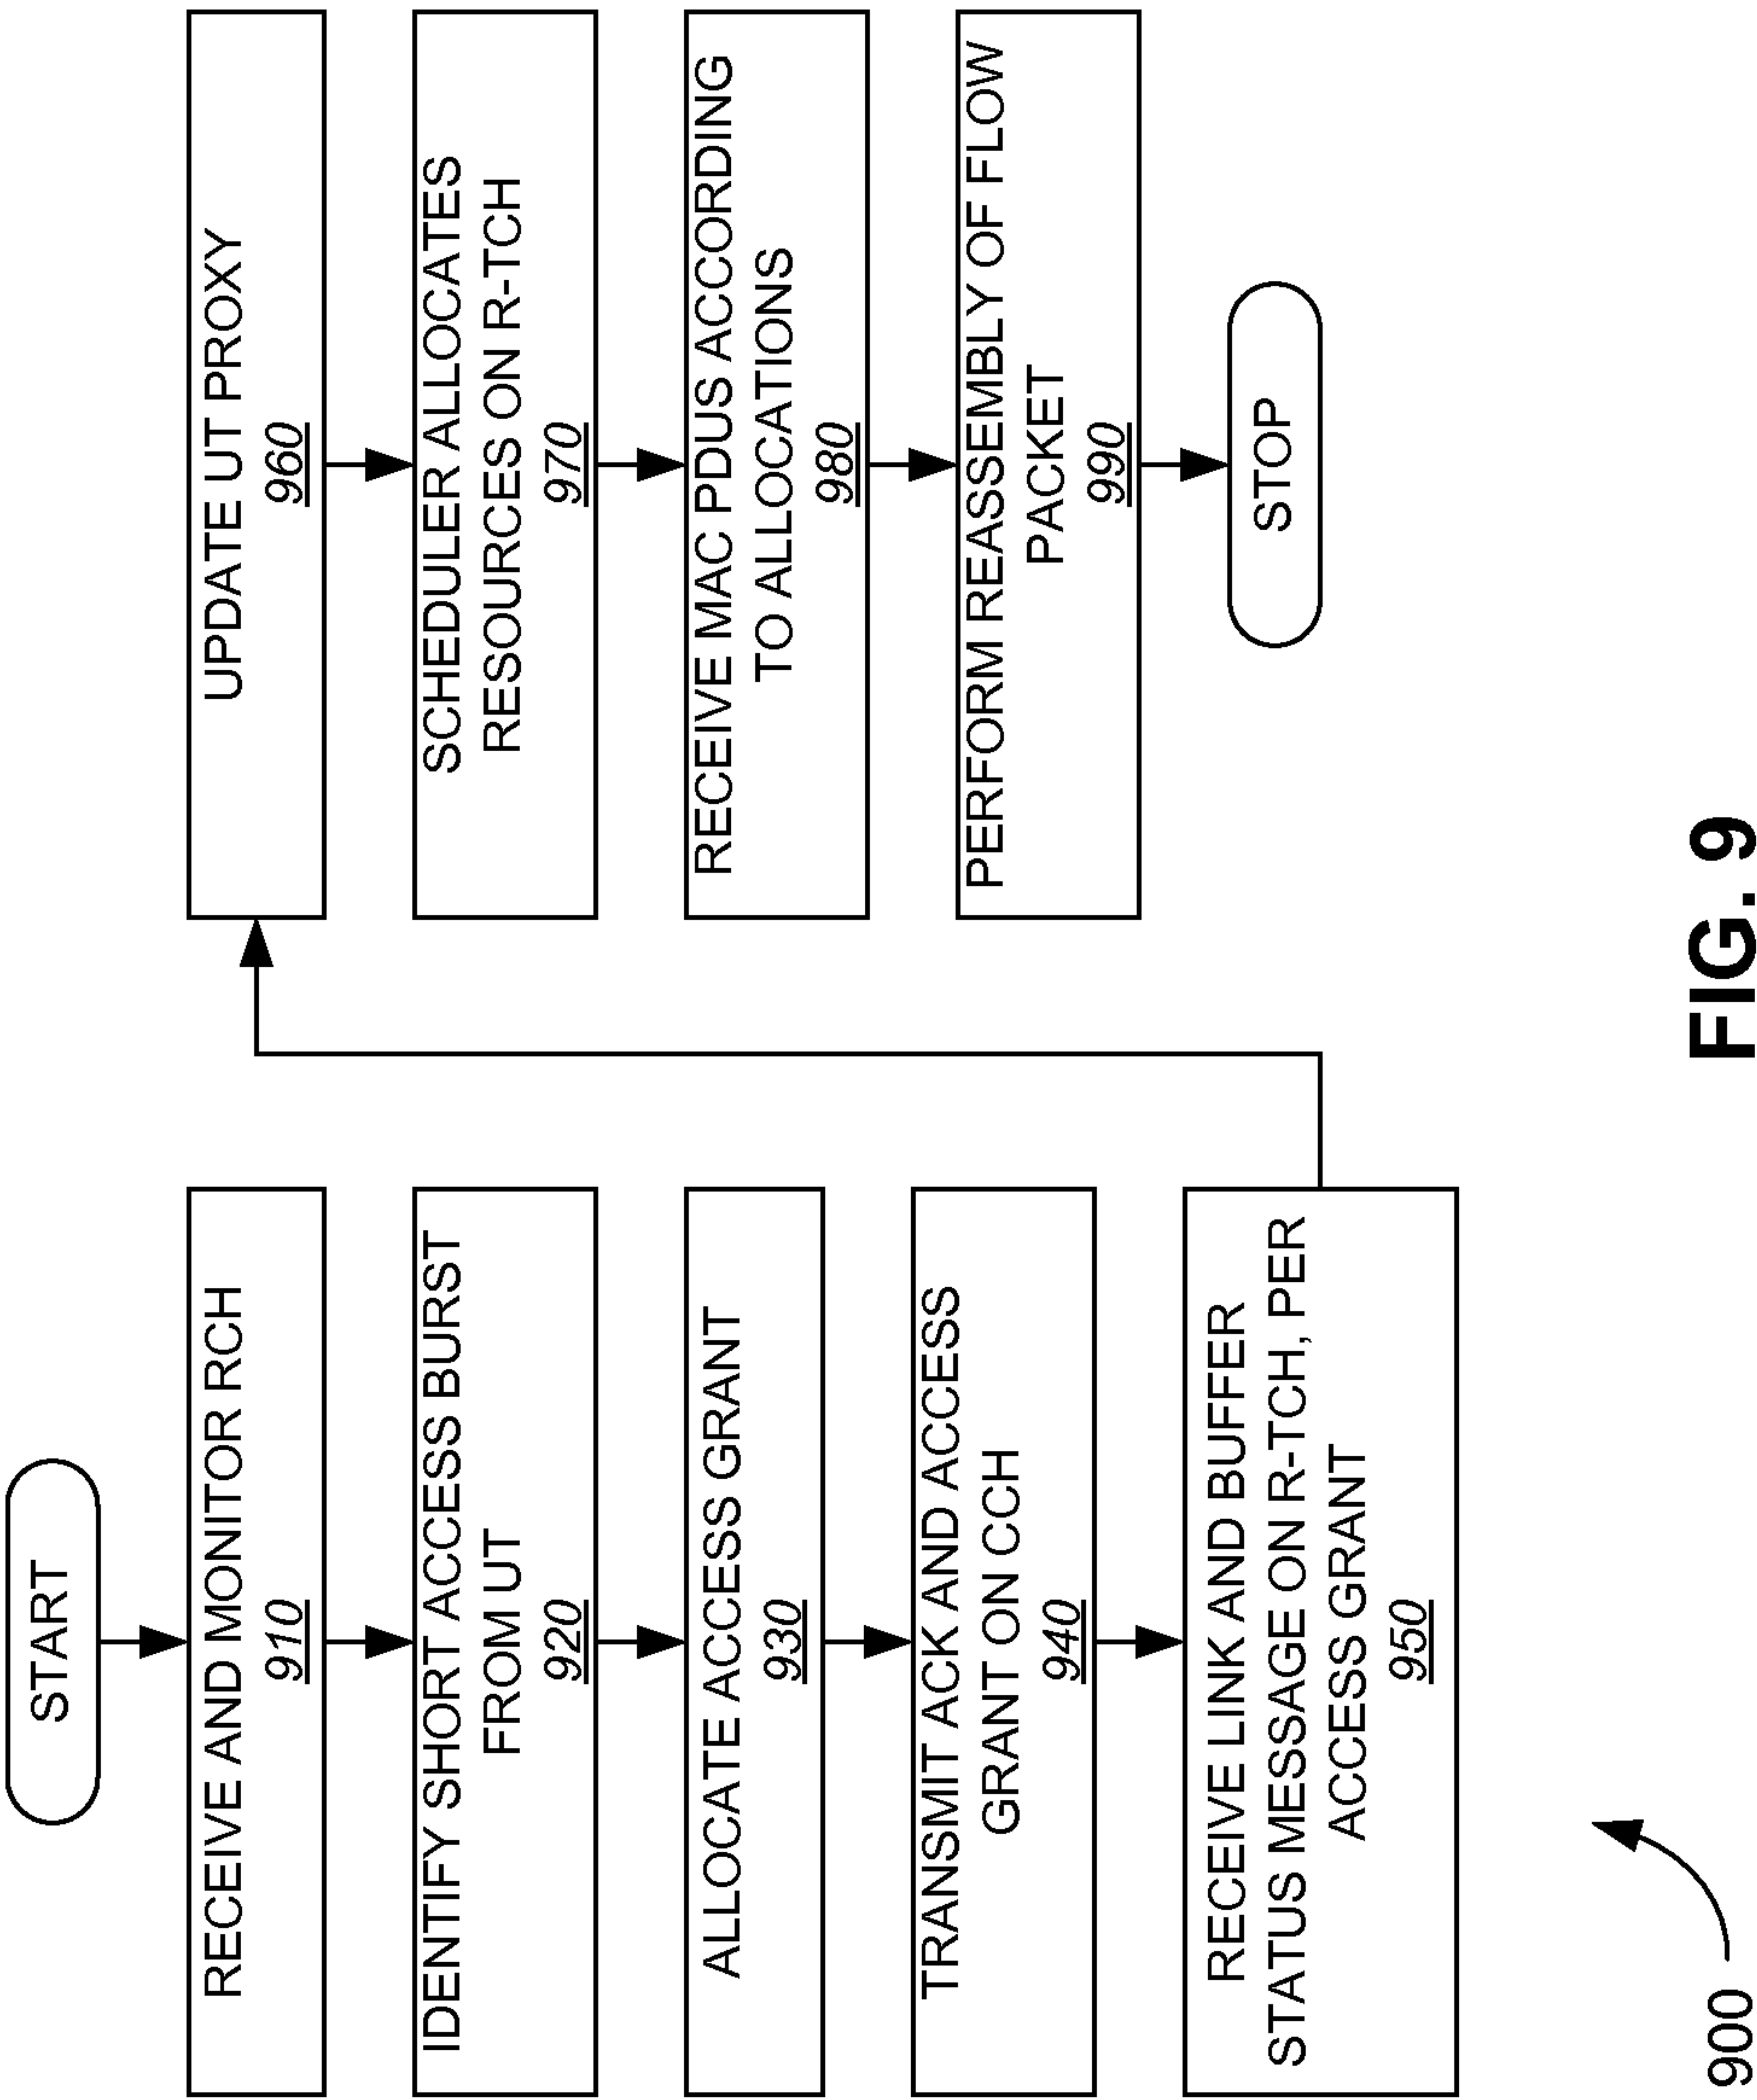 START
RECEIVE AND MONITOR RCH
910
IDENTIFY SHORT ACCESS BURST
FROM UT
920
ALLOCATE ACCESS GRANT
930
TRANSMIT ACK AND ACCESS
GRANT ON CCH
940
RECEIVE LINK AND BUFFER
STATUS MESSAGE ON R-TCH, PER
ACCESS GRANT
950
UPDATE UT PROXY
960
SCHEDULER ALLOCATES
RESOURCES ON R-TCH
970
RECEIVE MAC PDUS ACCORDING
TO ALLOCATIONS
980
PERFORM REASSEMBLY OF FLOW
PACKET
990
STOP
900
FIG. 9